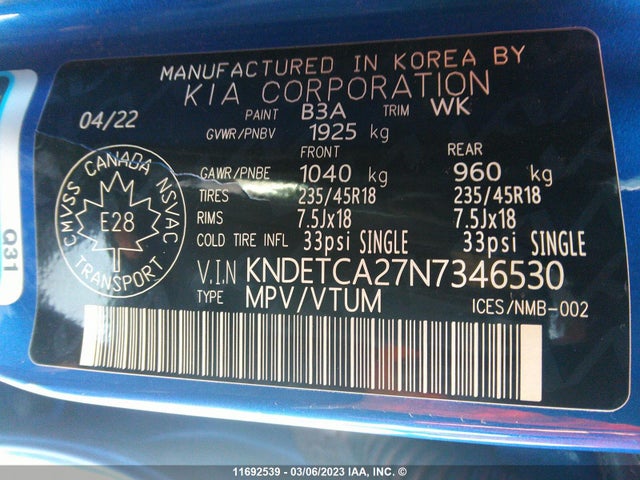 MANUFACTURED IN KOREA BY
KIA CORPORATION
04/22 PAINT B3A TRIM WK
GVWR/PNBV 1925 kg
FRONT REAR
GAWR/PNBE 1040 kg 960 kg
TIRES 235/45R18 235/45R18
RIMS 7.5Jx18 7.5Jx18
COLD TIRE INFL 33psi SINGLE 33psi SINGLE
V.I.N KNDETCA27N7346530
TYPE MPV/VTUM ICES/NMB-002
CMVSS CANADA NSVAC
E28
TRANSPORT
Q31
11692539 - 03/06/2023 IAA, INC. ©